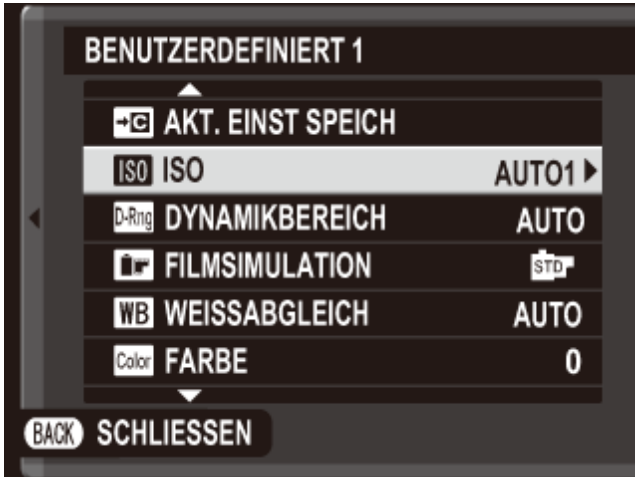 BENUTZERDEFINIERT 1
→C AKT. EINST SPEICH
ISO ISO AUTO1
D-Rng DYNAMIKBEREICH AUTO
FILMSIMULATION STD
WB WEISSABGLEICH AUTO
Color FARBE 0
BACK SCHLIESSEN